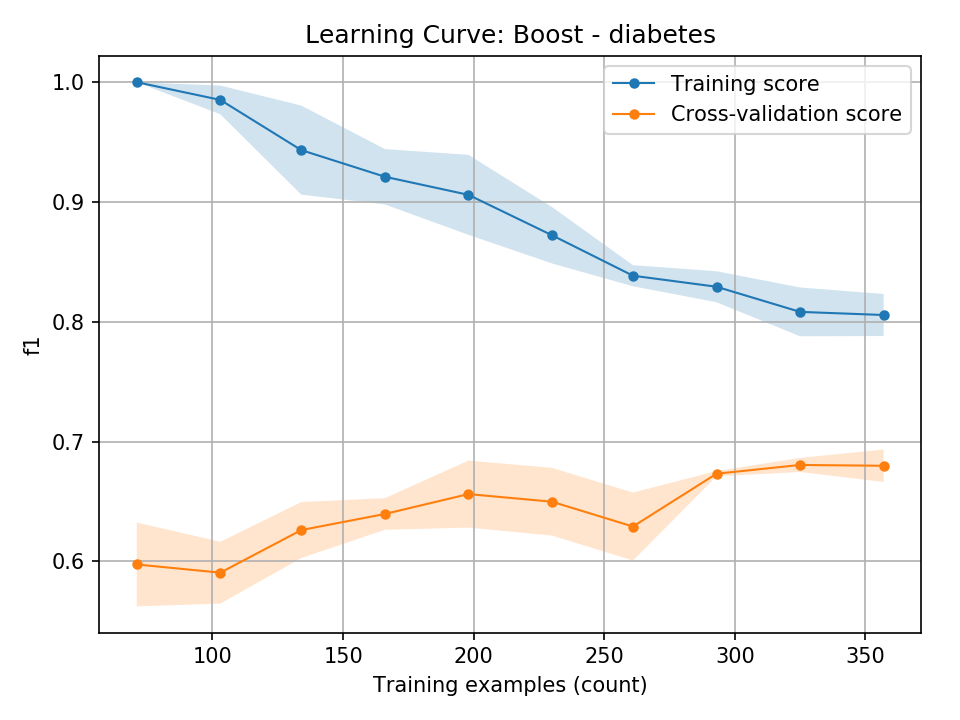 Learning Curve: Boost - diabetes
Training score
Cross-validation score
1.0
0.9
0.8
0.7
0.6
f1
100 150 200 250 300 350
Training examples (count)